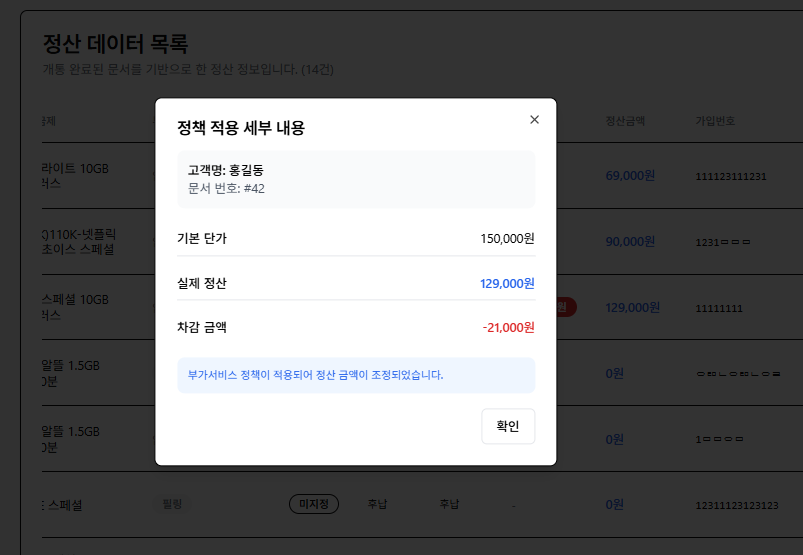 정산 데이터 목록
개통 완료된 문서를 기반으로 한 정산 정보입니다. (14건)
정산금액
가입번호
라이트 10GB
69,000원
111123111231
110K-넷플릭
초이스 스페셜
90,000원
1231ㅁㅁㅁ
스페셜 10GB
129,000원
11111111
알뜰 1.5GB
0분
0원
알뜰 1.5GB
0분
0원
1ㅁㅁㅁㅁ
스페셜
필링
미지정
후납
후납
-
0원
12311123123123
정책 적용 세부 내용
×
고객명: 홍길동
문서 번호: #42
기본 단가
150,000원
실제 정산
129,000원
차감 금액
-21,000원
부가서비스 정책이 적용되어 정산 금액이 조정되었습니다.
확인